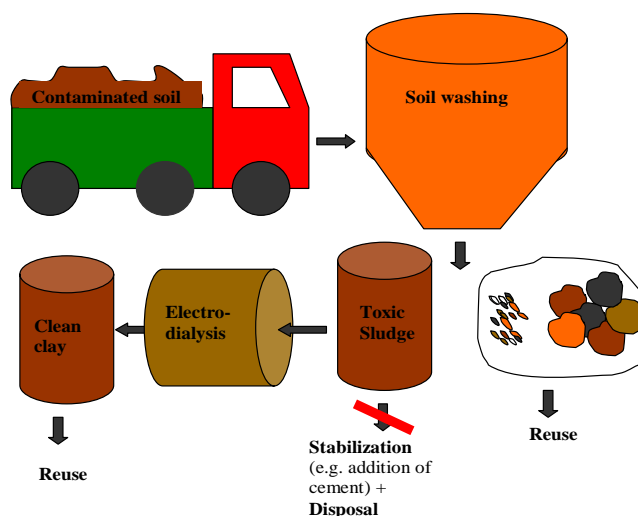 Contaminated soil
Soil washing
Clean
clay
Electro-
dialysis
Toxic
Sludge
Reuse
Stabilization
(e.g. addition of
cement) +
Disposal
Reuse